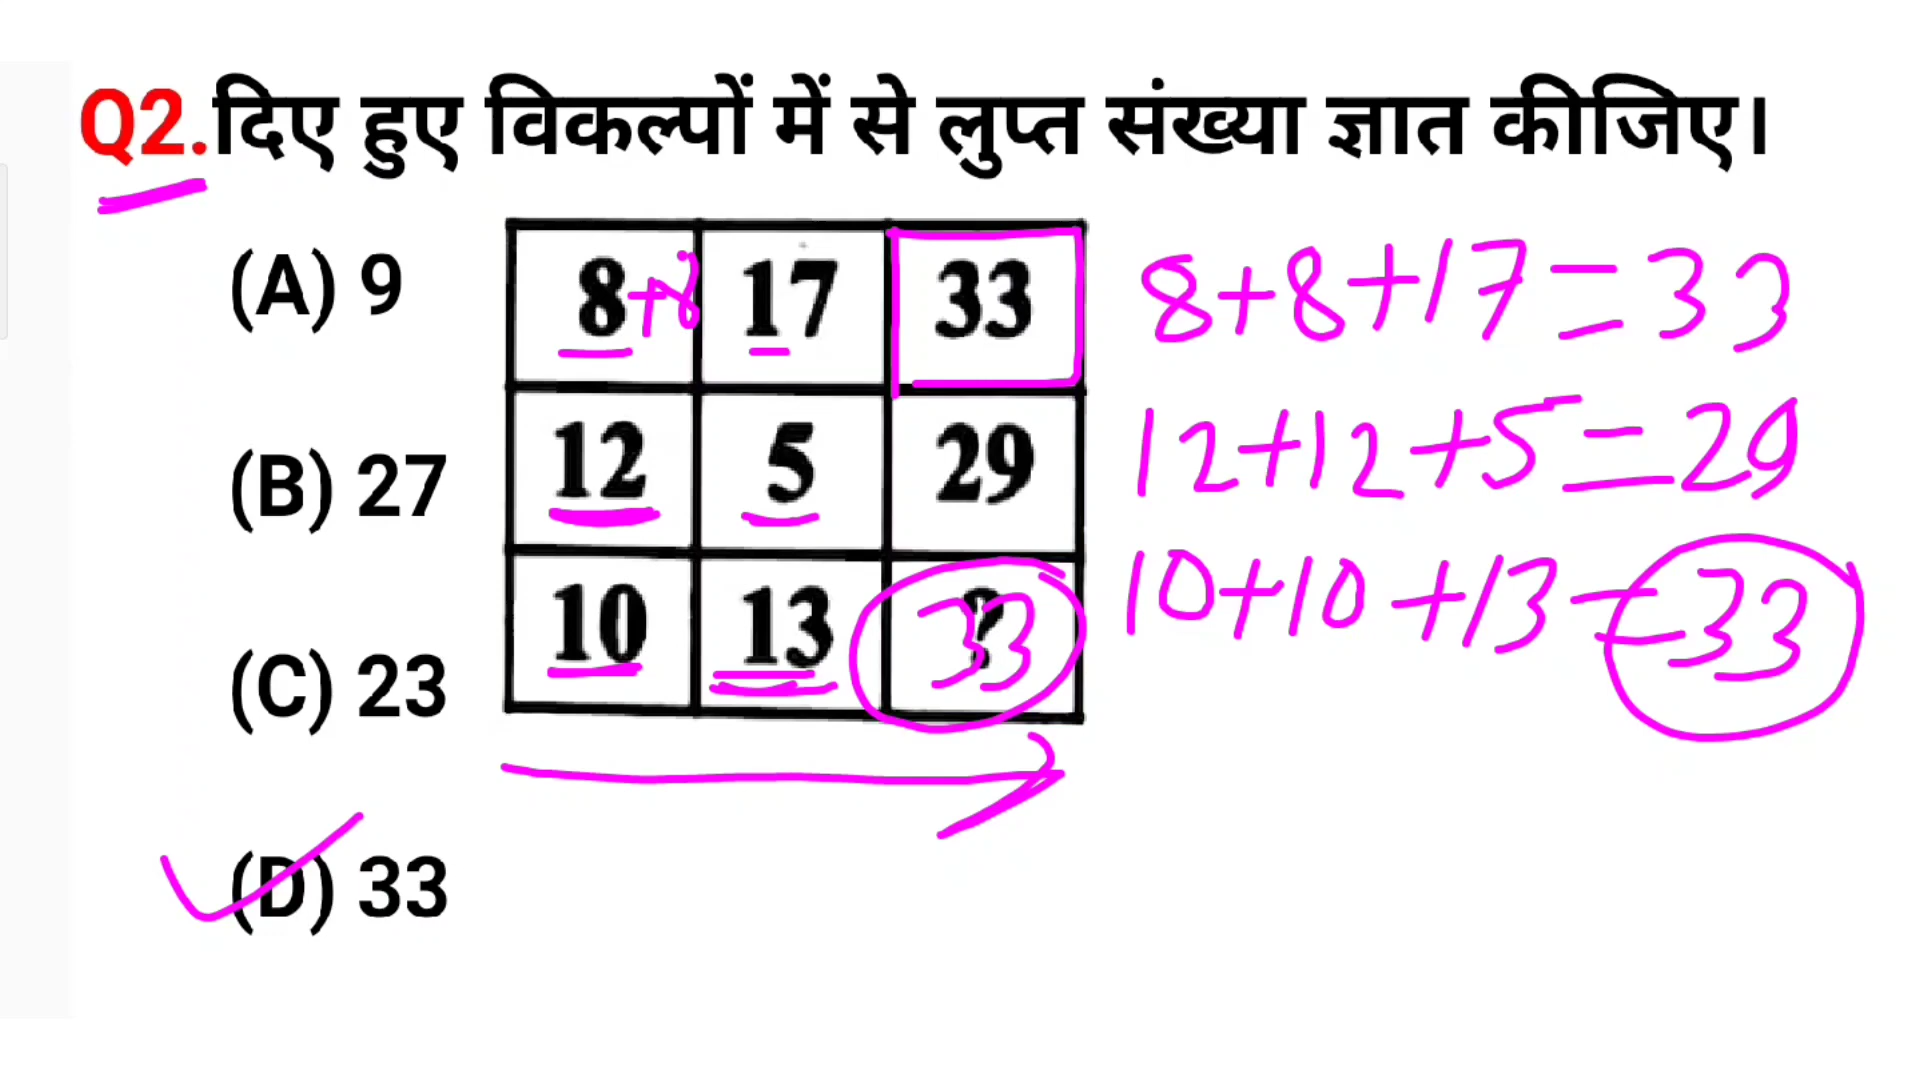 Q2.दिए हुए विकल्पों में से लुप्त संख्या ज्ञात कीजिए।
(A) 9
(B) 27
(C) 23
(D) 33
8+8 17 33
12 5 29
10 13 ? 33
8+8+17=33
12+12+5=29
10+10+13=33